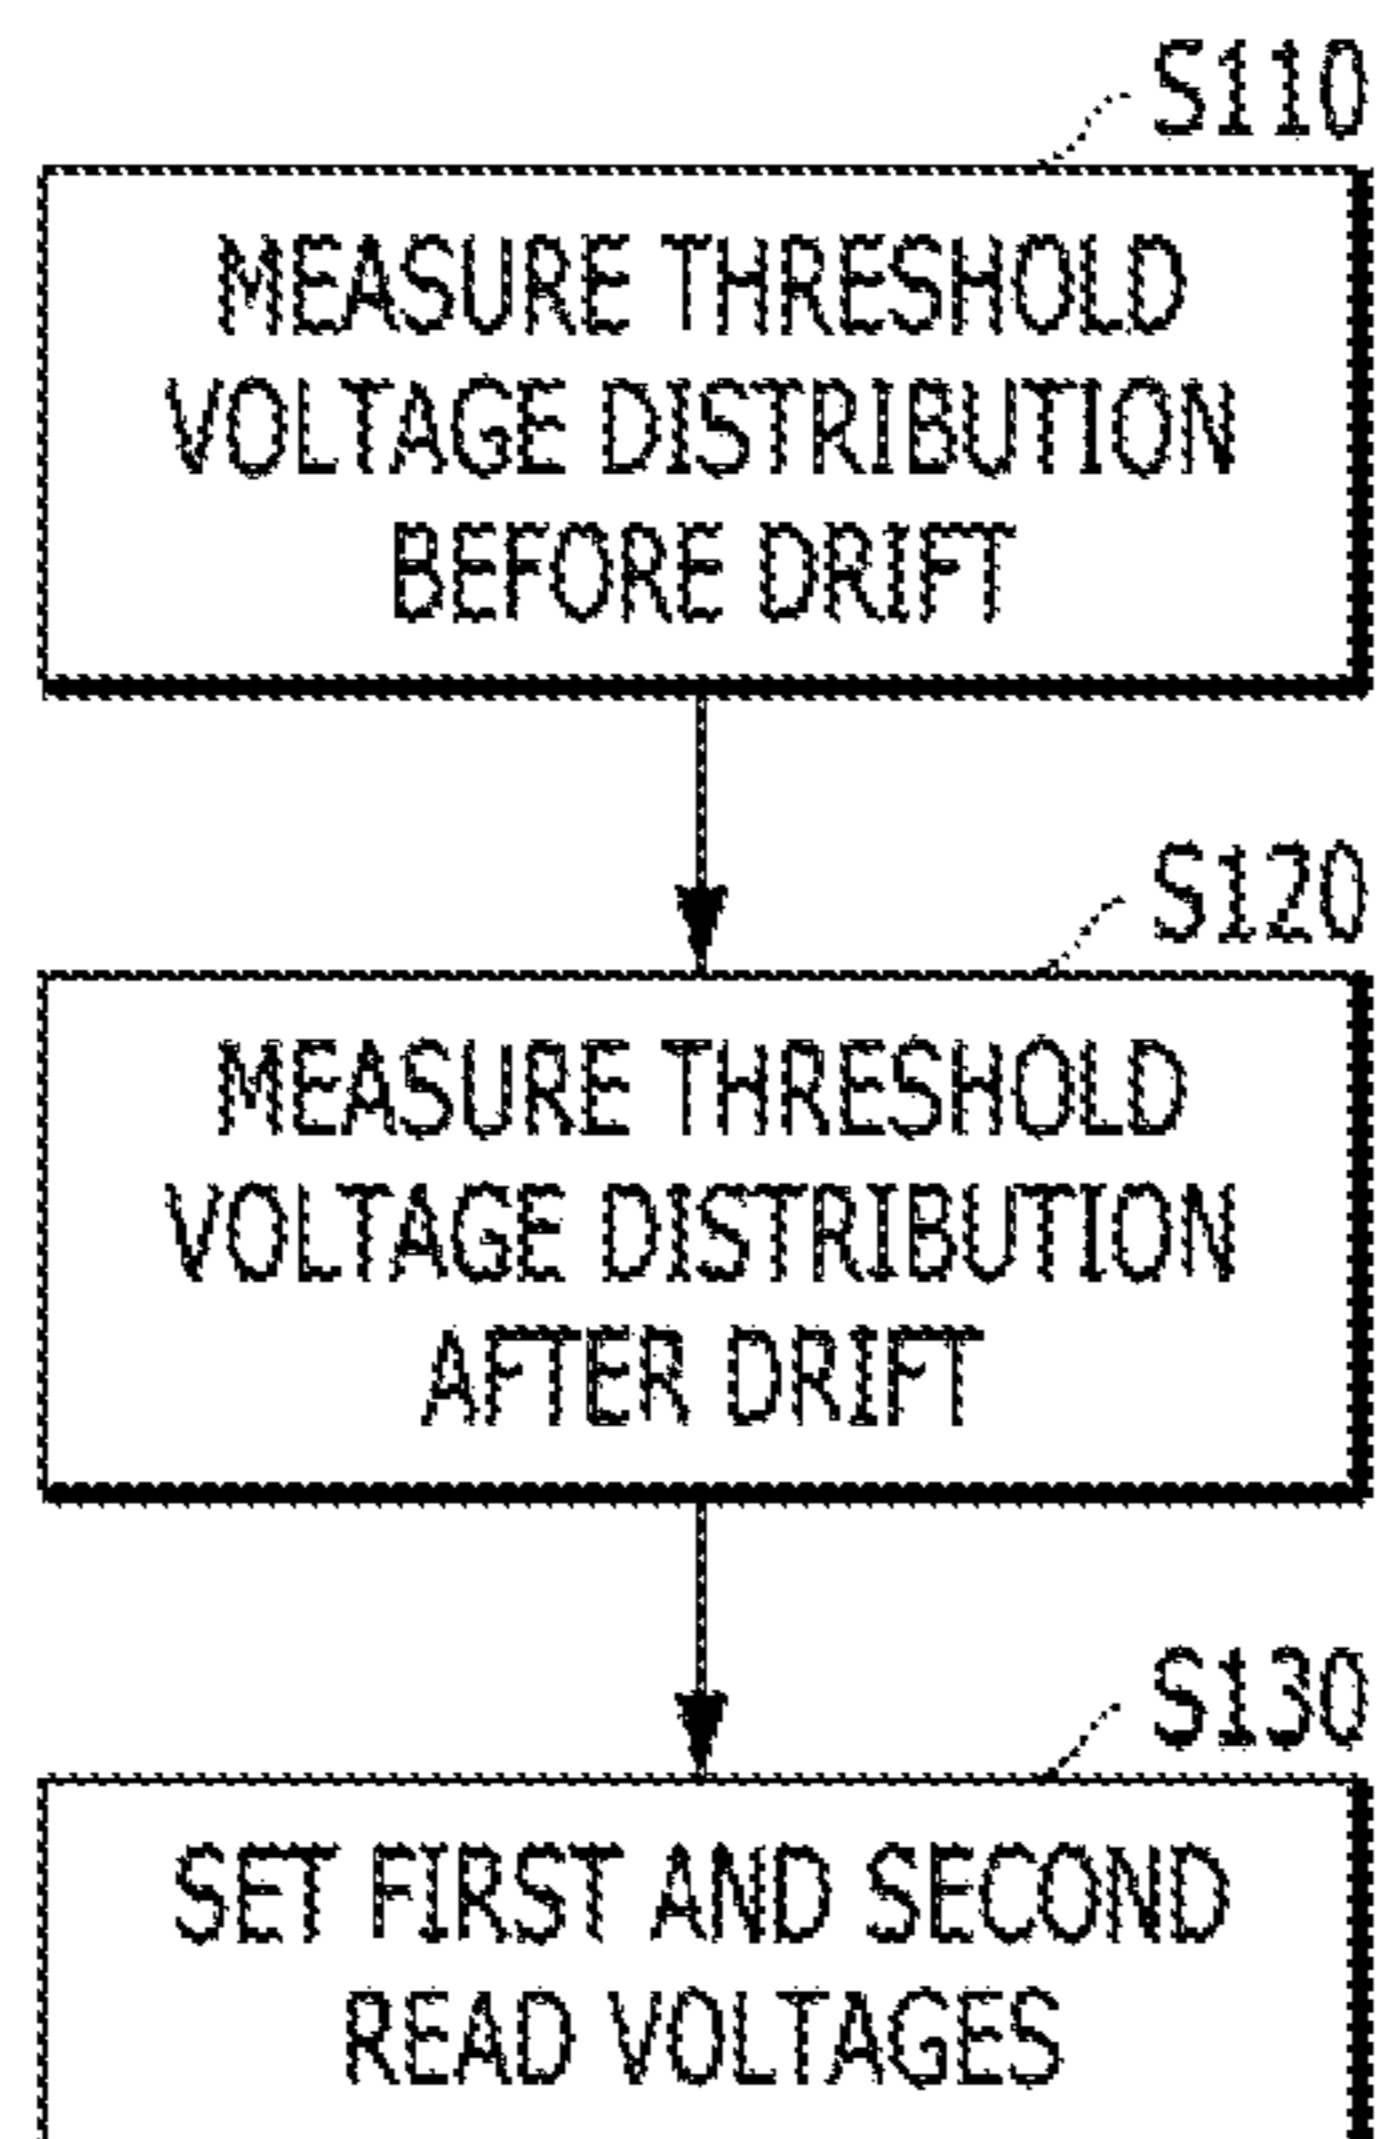 S110
MEASURE THRESHOLD
VOLTAGE DISTRIBUTION
BEFORE DRIFT
S120
MEASURE THRESHOLD
VOLTAGE DISTRIBUTION
AFTER DRIFT
S130
SET FIRST AND SECOND
READ VOLTAGES